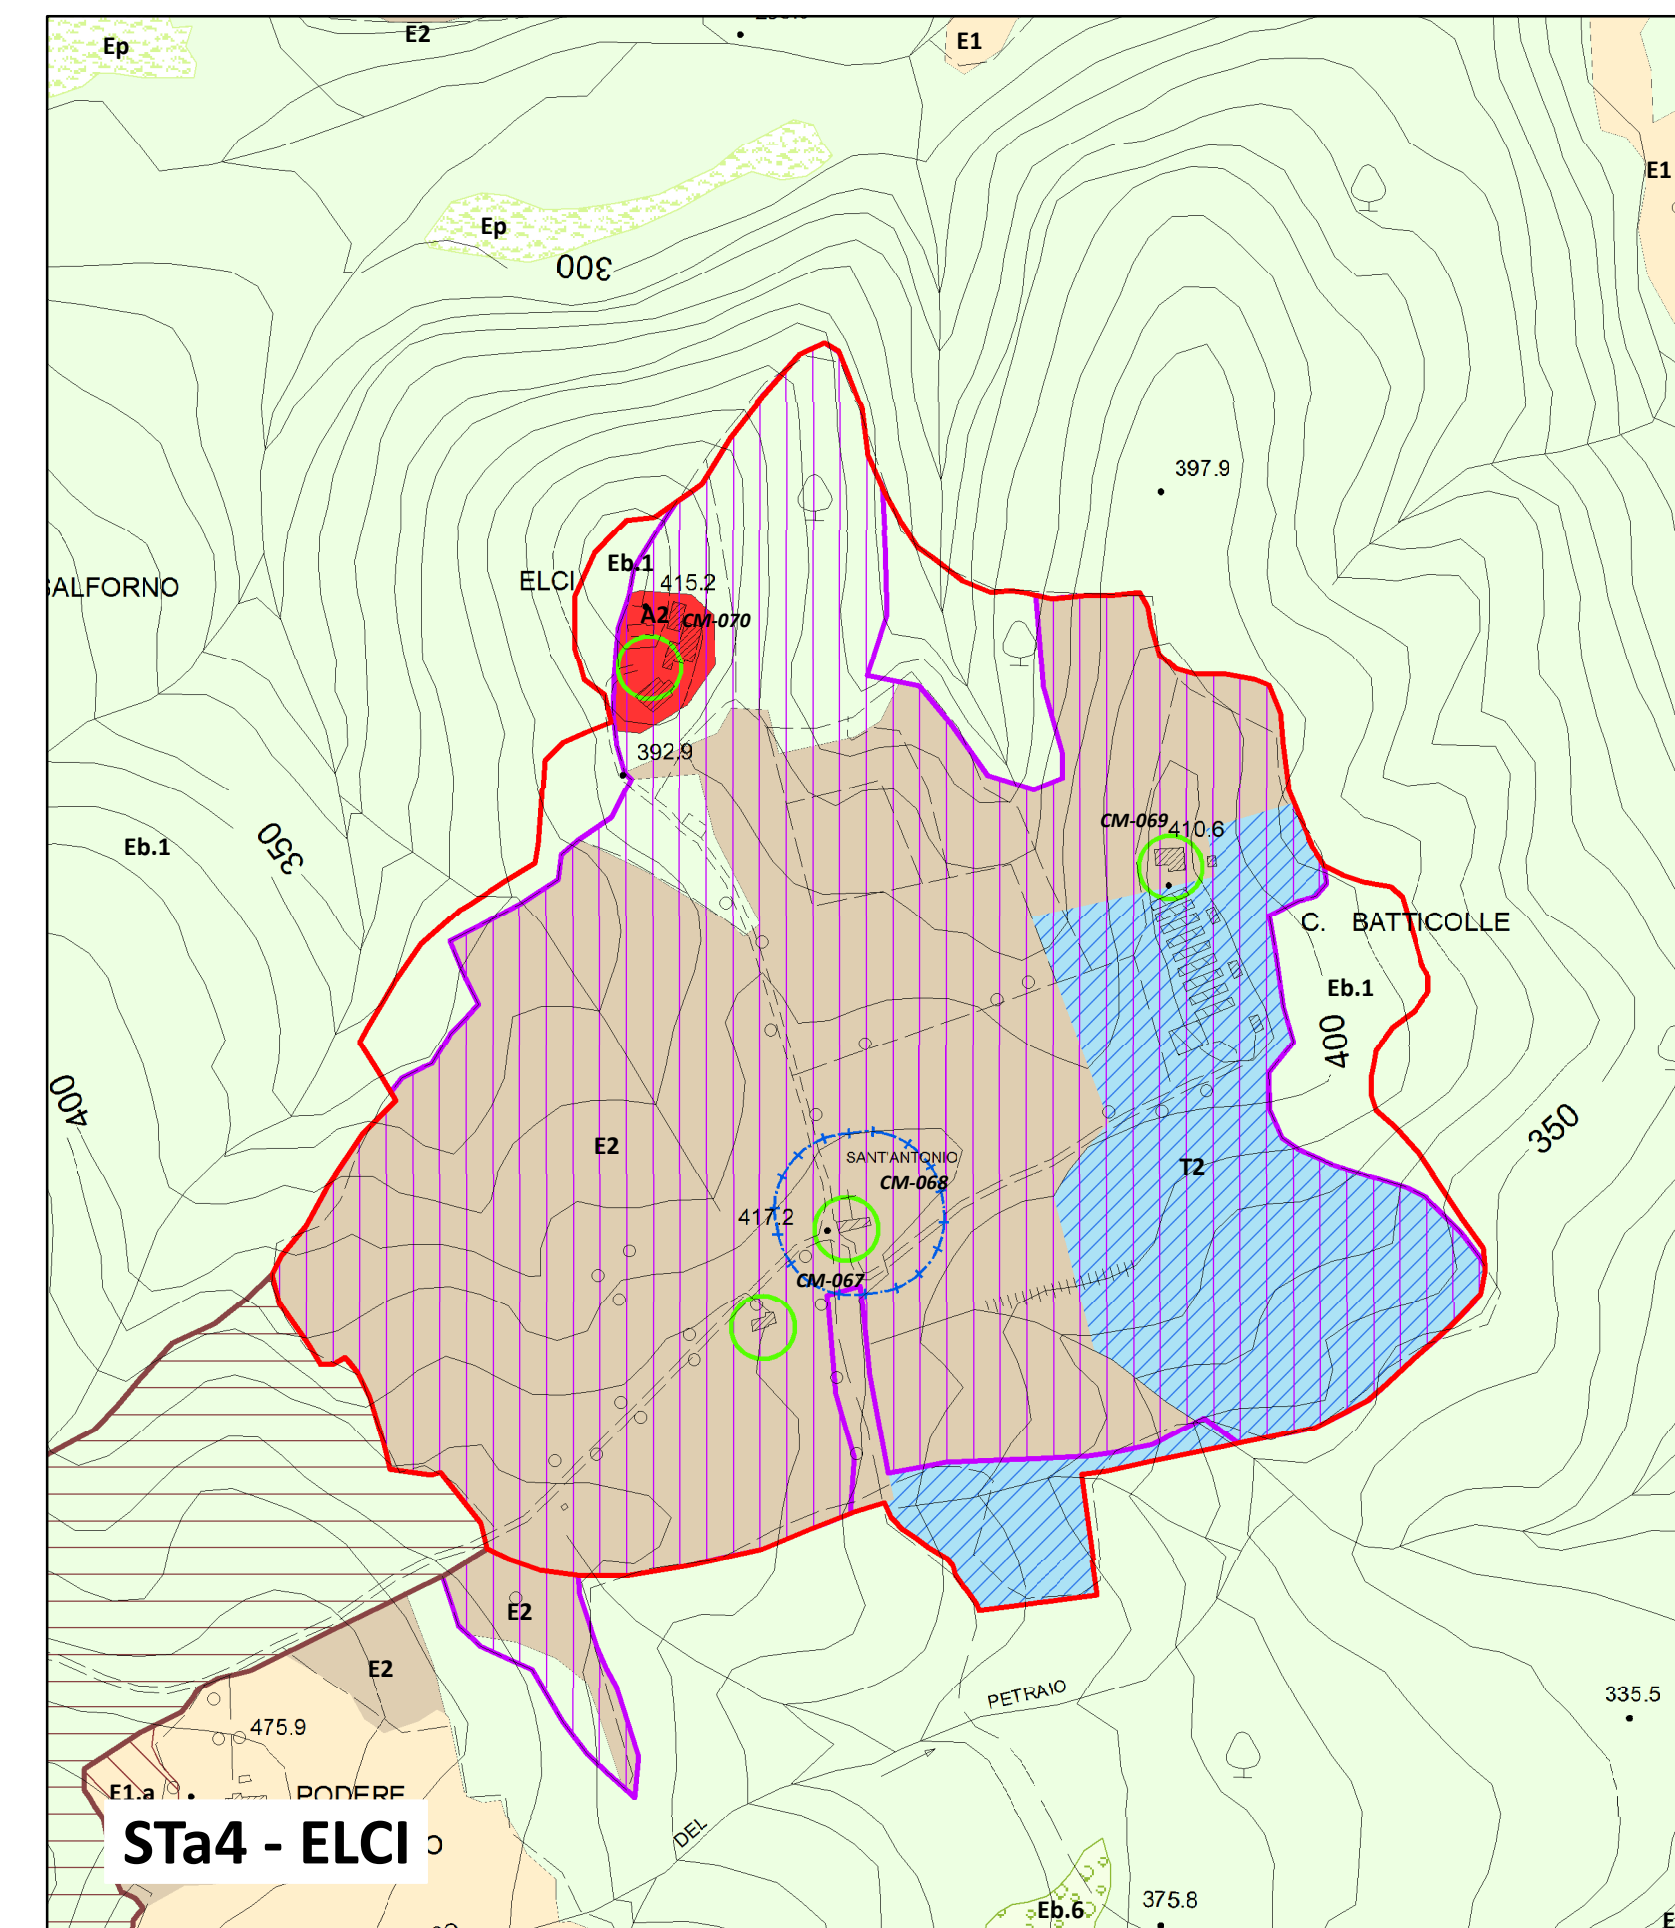 Ep
E2
E1
E1
Ep
300
397.9
ELCI
Eb.1
415.2
A2
CM-070
392.9
CM-069
410.6
Eb.1
350
C. BATTICOLLE
Eb.1
400
400
350
E2
SANT'ANTONIO
CM-068
T2
417.2
CM-067
E2
E2
475.9
PETRAIO
335.5
E1.a
PODERE
STa4 - ELCI
DEL
375.8
Eb.6